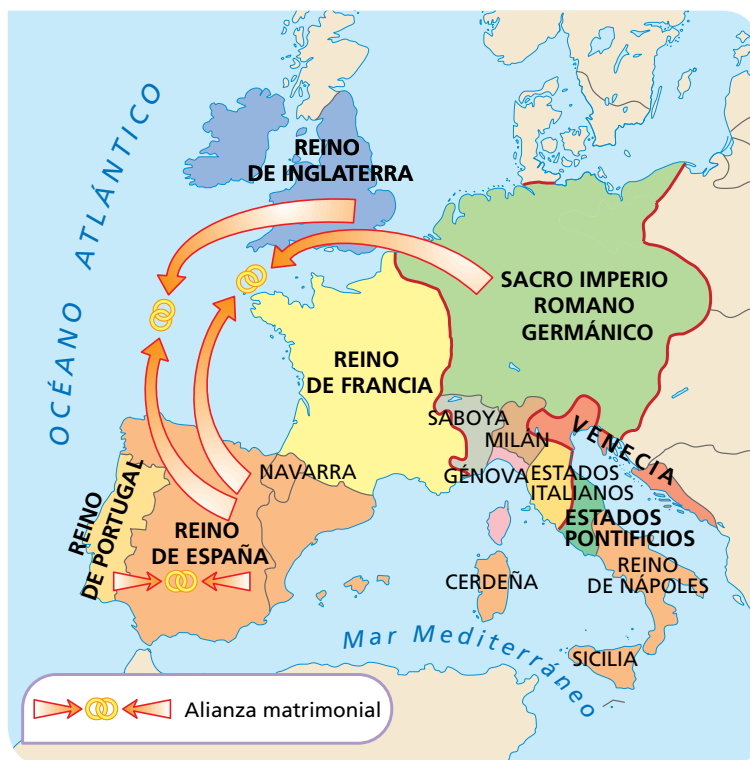 OCÉANO ATLÁNTICO
REINO
DE INGLATERRA
SACRO IMPERIO
ROMANO
GERMÁNICO
REINO
DE FRANCIA
SABOYA
MILÁN
VENECIA
NAVARRA
GÉNOVA
ESTADOS
ITALIANOS
REINO
DE PORTUGAL
REINO
DE ESPAÑA
ESTADOS
PONTIFICIOS
REINO
DE NÁPOLES
CERDEÑA
Mar Mediterráneo
SICILIA
Alianza matrimonial